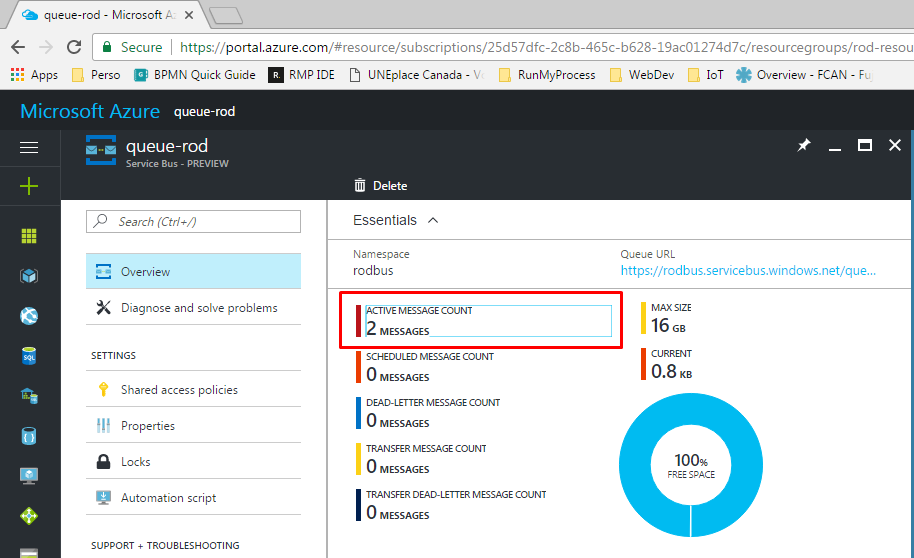 queue-rod - Microsoft A
Secure
https://portal.azure.com/#resource/subscriptions/25d57dfc-2c8b-465c-b628-19ac01274d7c/resourcegroups/rod-resou
Apps Perso BPMN Quick Guide R. RMP IDE UNEplace Canada - Vo RunMyProcess WebDev IoT Overview - FCAN - Fuj
Microsoft Azure queue-rod
queue-rod
Service Bus - PREVIEW
Delete
Search (Ctrl+/)
Overview
Diagnose and solve problems
SETTINGS
Shared access policies
Properties
Locks
Automation script
SUPPORT + TROUBLESHOOTING
Essentials
Namespace
rodbus
Queue URL
https://rodbus.servicebus.windows.net/que...
ACTIVE MESSAGE COUNT
2 MESSAGES
SCHEDULED MESSAGE COUNT
0 MESSAGES
DEAD-LETTER MESSAGE COUNT
0 MESSAGES
TRANSFER MESSAGE COUNT
0 MESSAGES
TRANSFER DEAD-LETTER MESSAGE COUNT
0 MESSAGES
MAX SIZE
16 GB
CURRENT
0.8 KB
100%
FREE SPACE
SQL